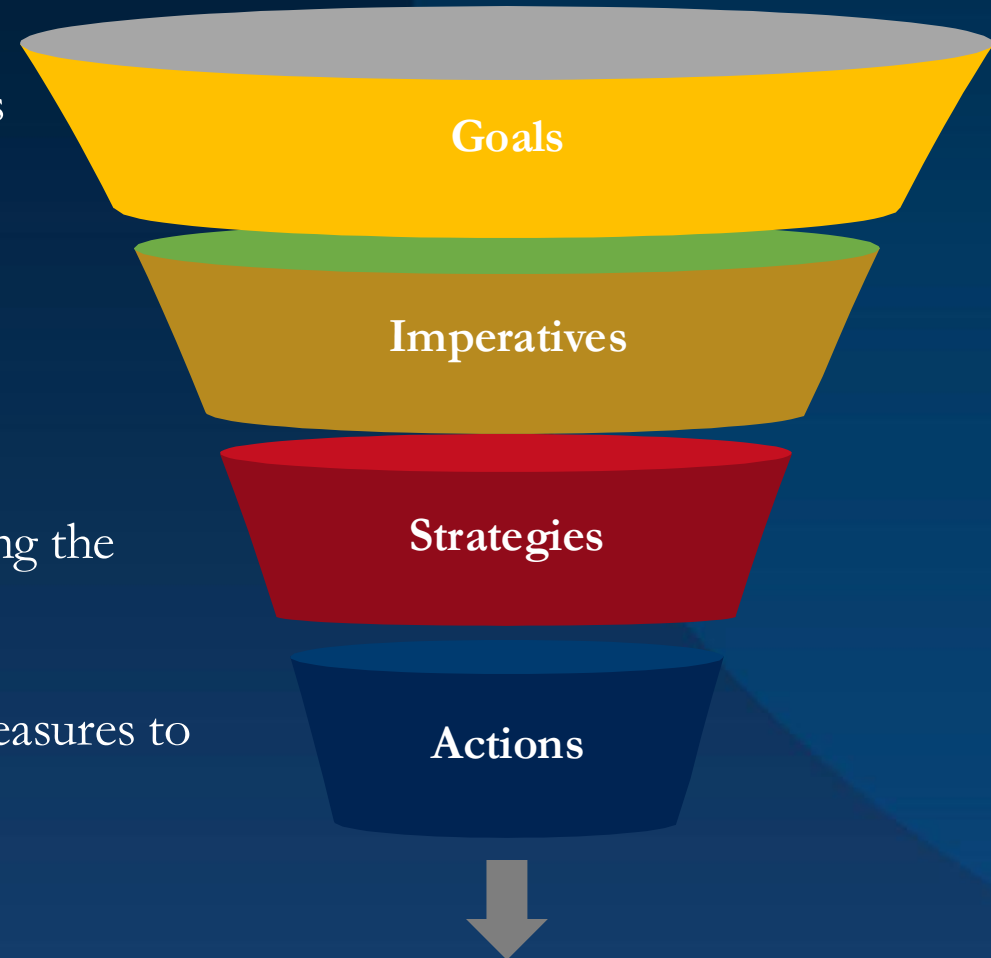 s
Goals
Imperatives
Strategies
ng the
easures to
Actions